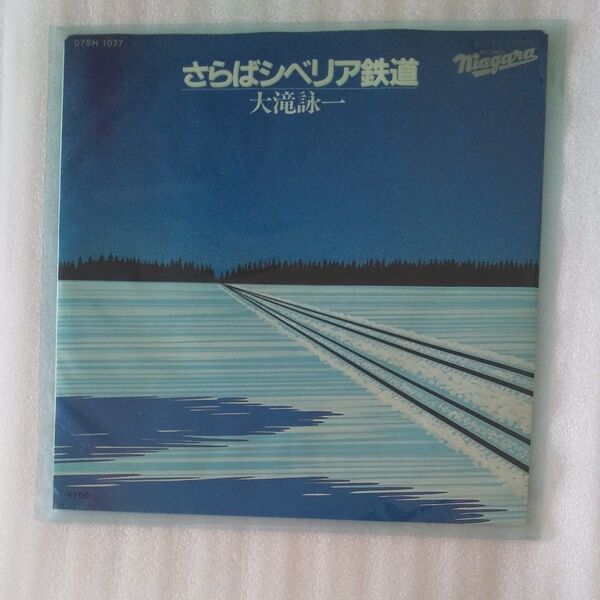 07SH 1077
Niagara
さらばシベリア鉄道
大滝詠一
¥700